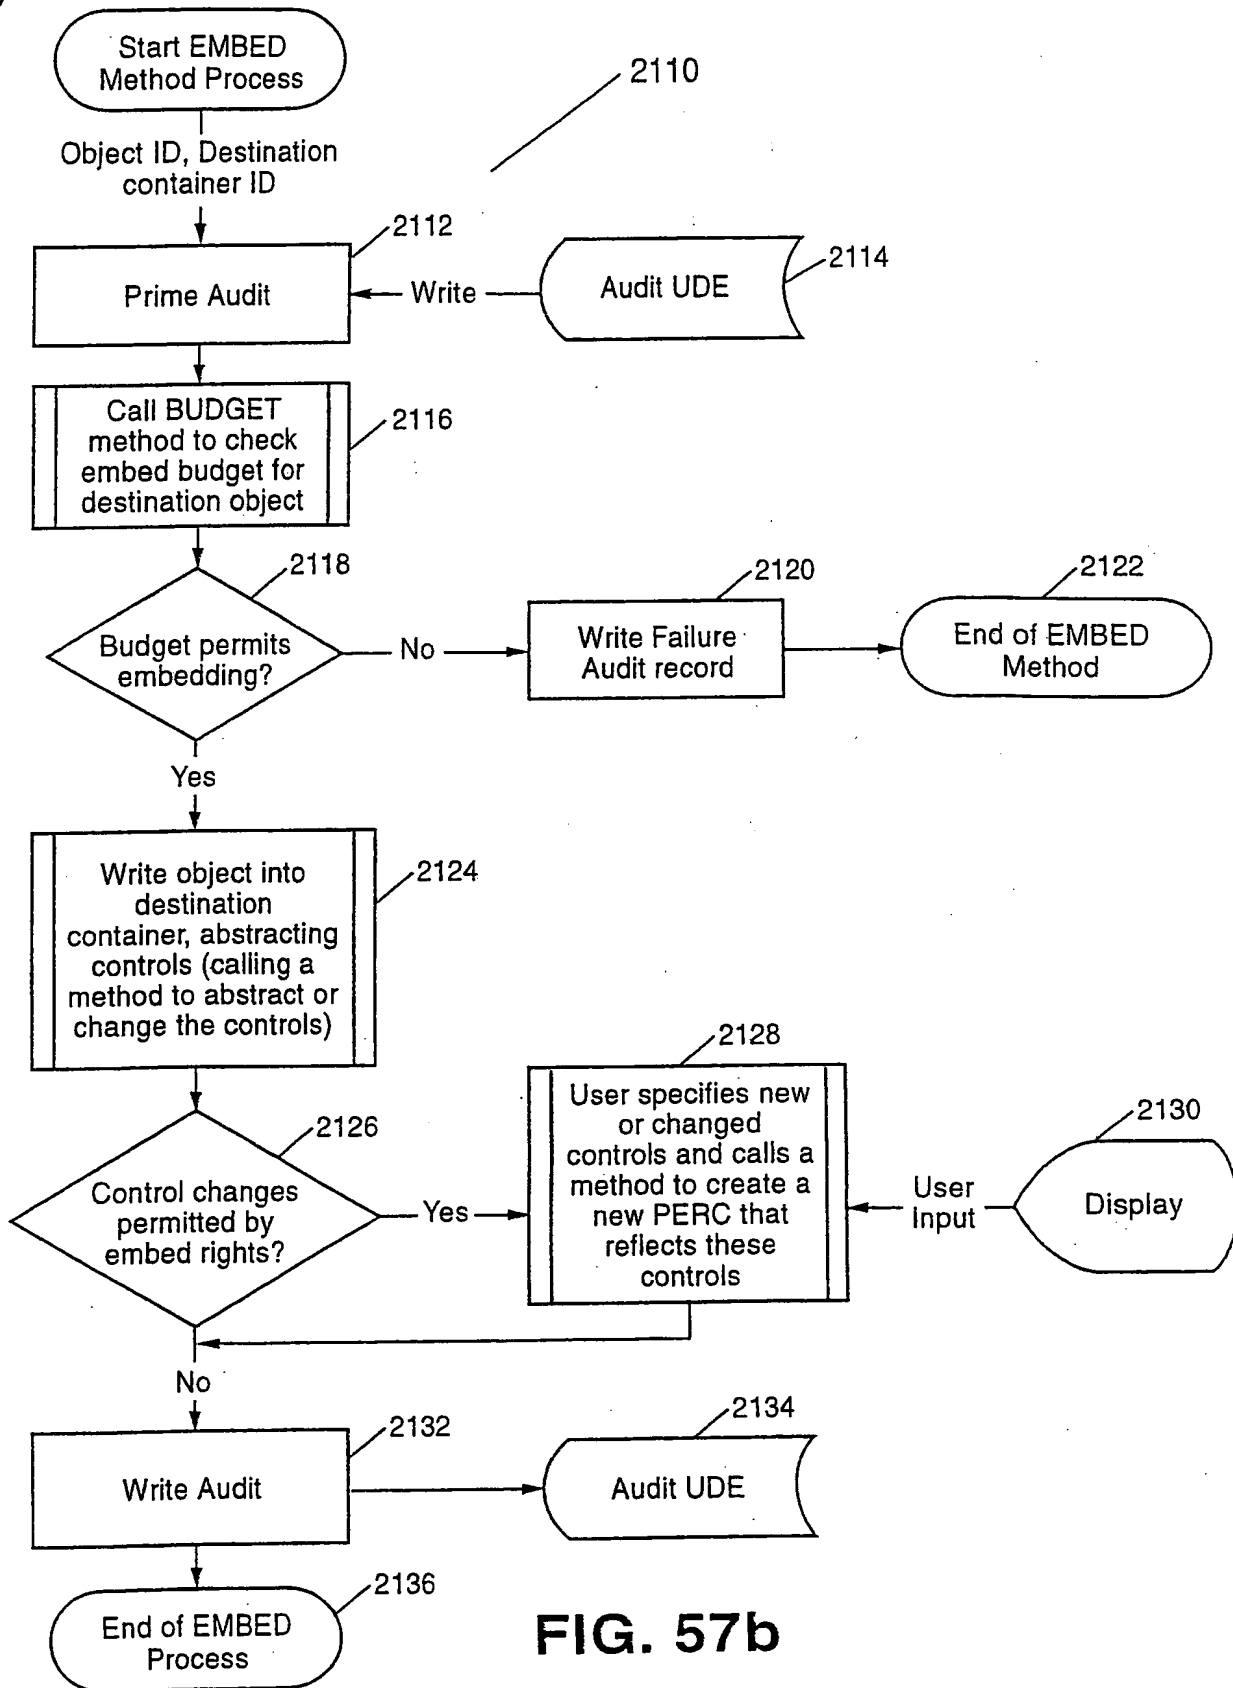 Start EMBED
Method Process
2110
Object ID, Destination
container ID
2112
Prime Audit
Write
Audit UDE
2114
Call BUDGET
method to check
embed budget for
destination object
2116
2118
Budget permits
embedding?
No
2120
Write Failure
Audit record
2122
End of EMBED
Method
Yes
Write object into
destination
container, abstracting
controls (calling a
method to abstract or
change the controls)
2124
2126
Control changes
permitted by
embed rights?
Yes
2128
User specifies new
or changed
controls and calls a
method to create a
new PERC that
reflects these
controls
User
Input
2130
Display
No
2132
Write Audit
2134
Audit UDE
2136
End of EMBED
Process
FIG. 57b